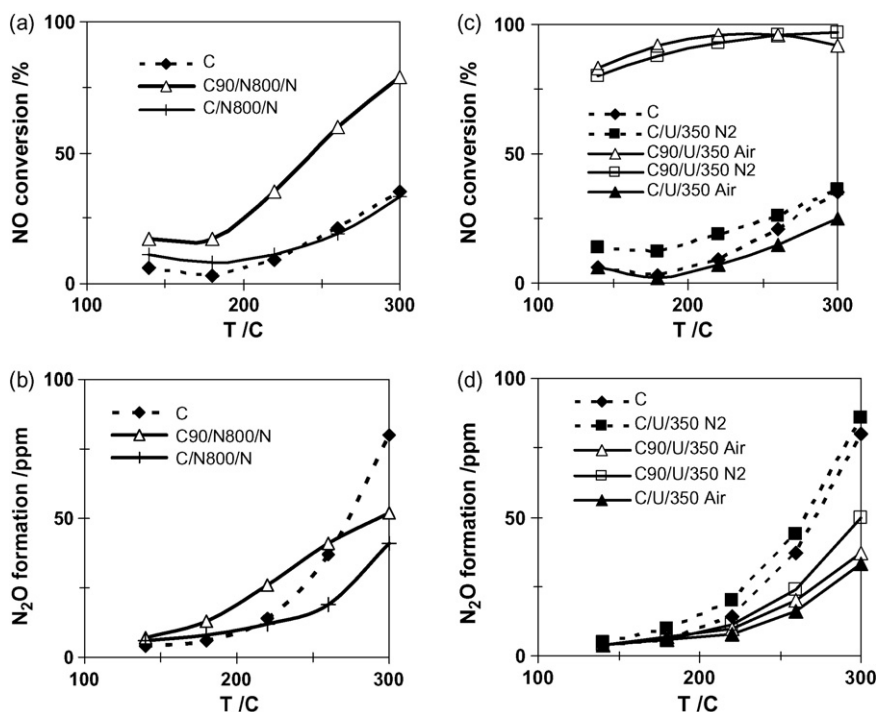 (a)
100
50
0
NO conversion /%
C
C90/N800/N
C/N800/N
100
200
300
T /C
(c)
100
50
0
NO conversion /%
C
C/U/350 N2
C90/U/350 Air
C90/U/350 N2
C/U/350 Air
100
200
300
T /C
(b)
100
50
0
N₂O formation /ppm
C
C90/N800/N
C/N800/N
100
200
300
T /C
(d)
100
50
0
N₂O formation /ppm
C
C/U/350 N2
C90/U/350 Air
C90/U/350 N2
C/U/350 Air
100
200
300
T /C